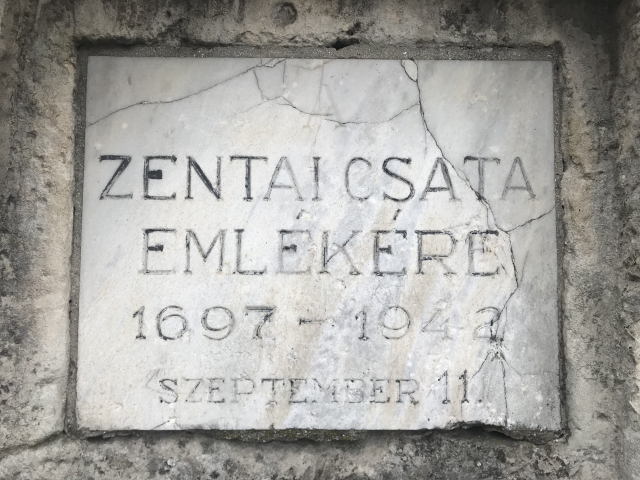 ZENTAI CSATA
EMLÉKÉRE
1697 – 1942
SZEPTEMBER 11.